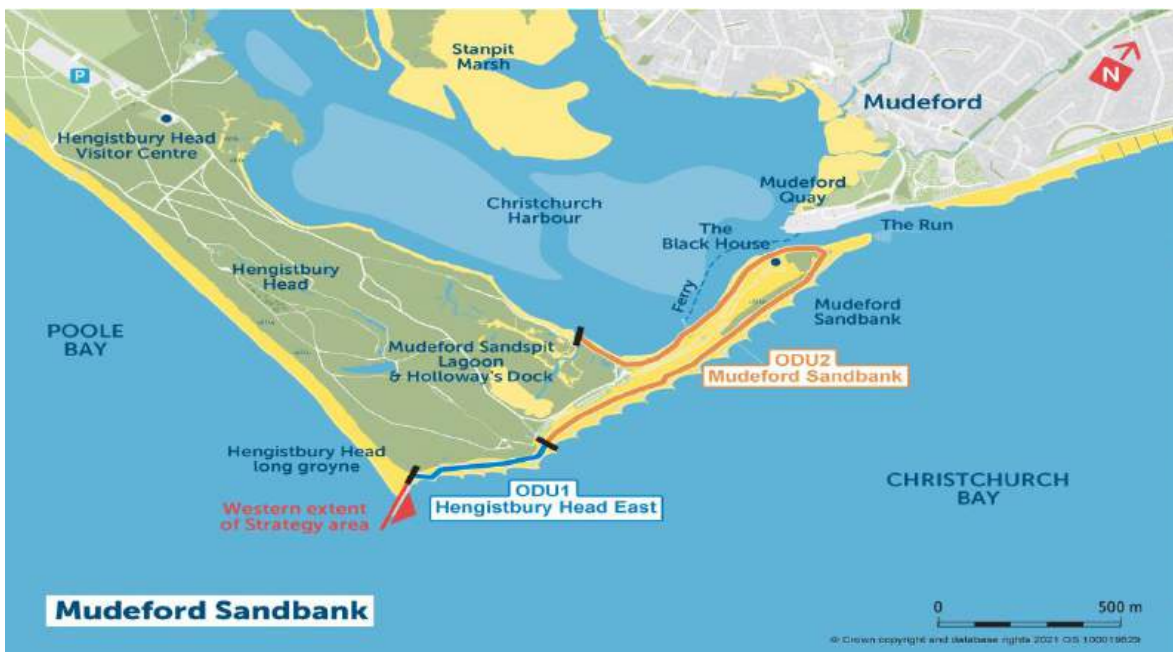 Stanpit
Marsh
P
N
Mudeford
Hengistbury Head
Visitor Centre
Mudeford
Quay
Christchurch
Harbour
The Run
The
Black House
Ferry
Hengistbury
Head
Mudeford
Sandbank
POOLE
BAY
Mudeford Sandspit
Lagoon
& Holloway's Dock
ODU2
Mudeford Sandbank
Hengistbury Head
long groyne
CHRISTCHURCH
BAY
ODU1
Hengistbury Head East
Western extent
of Strategy area
Mudeford Sandbank
0
500 m
© Crown copyright and database rights 2021 OS 100019829